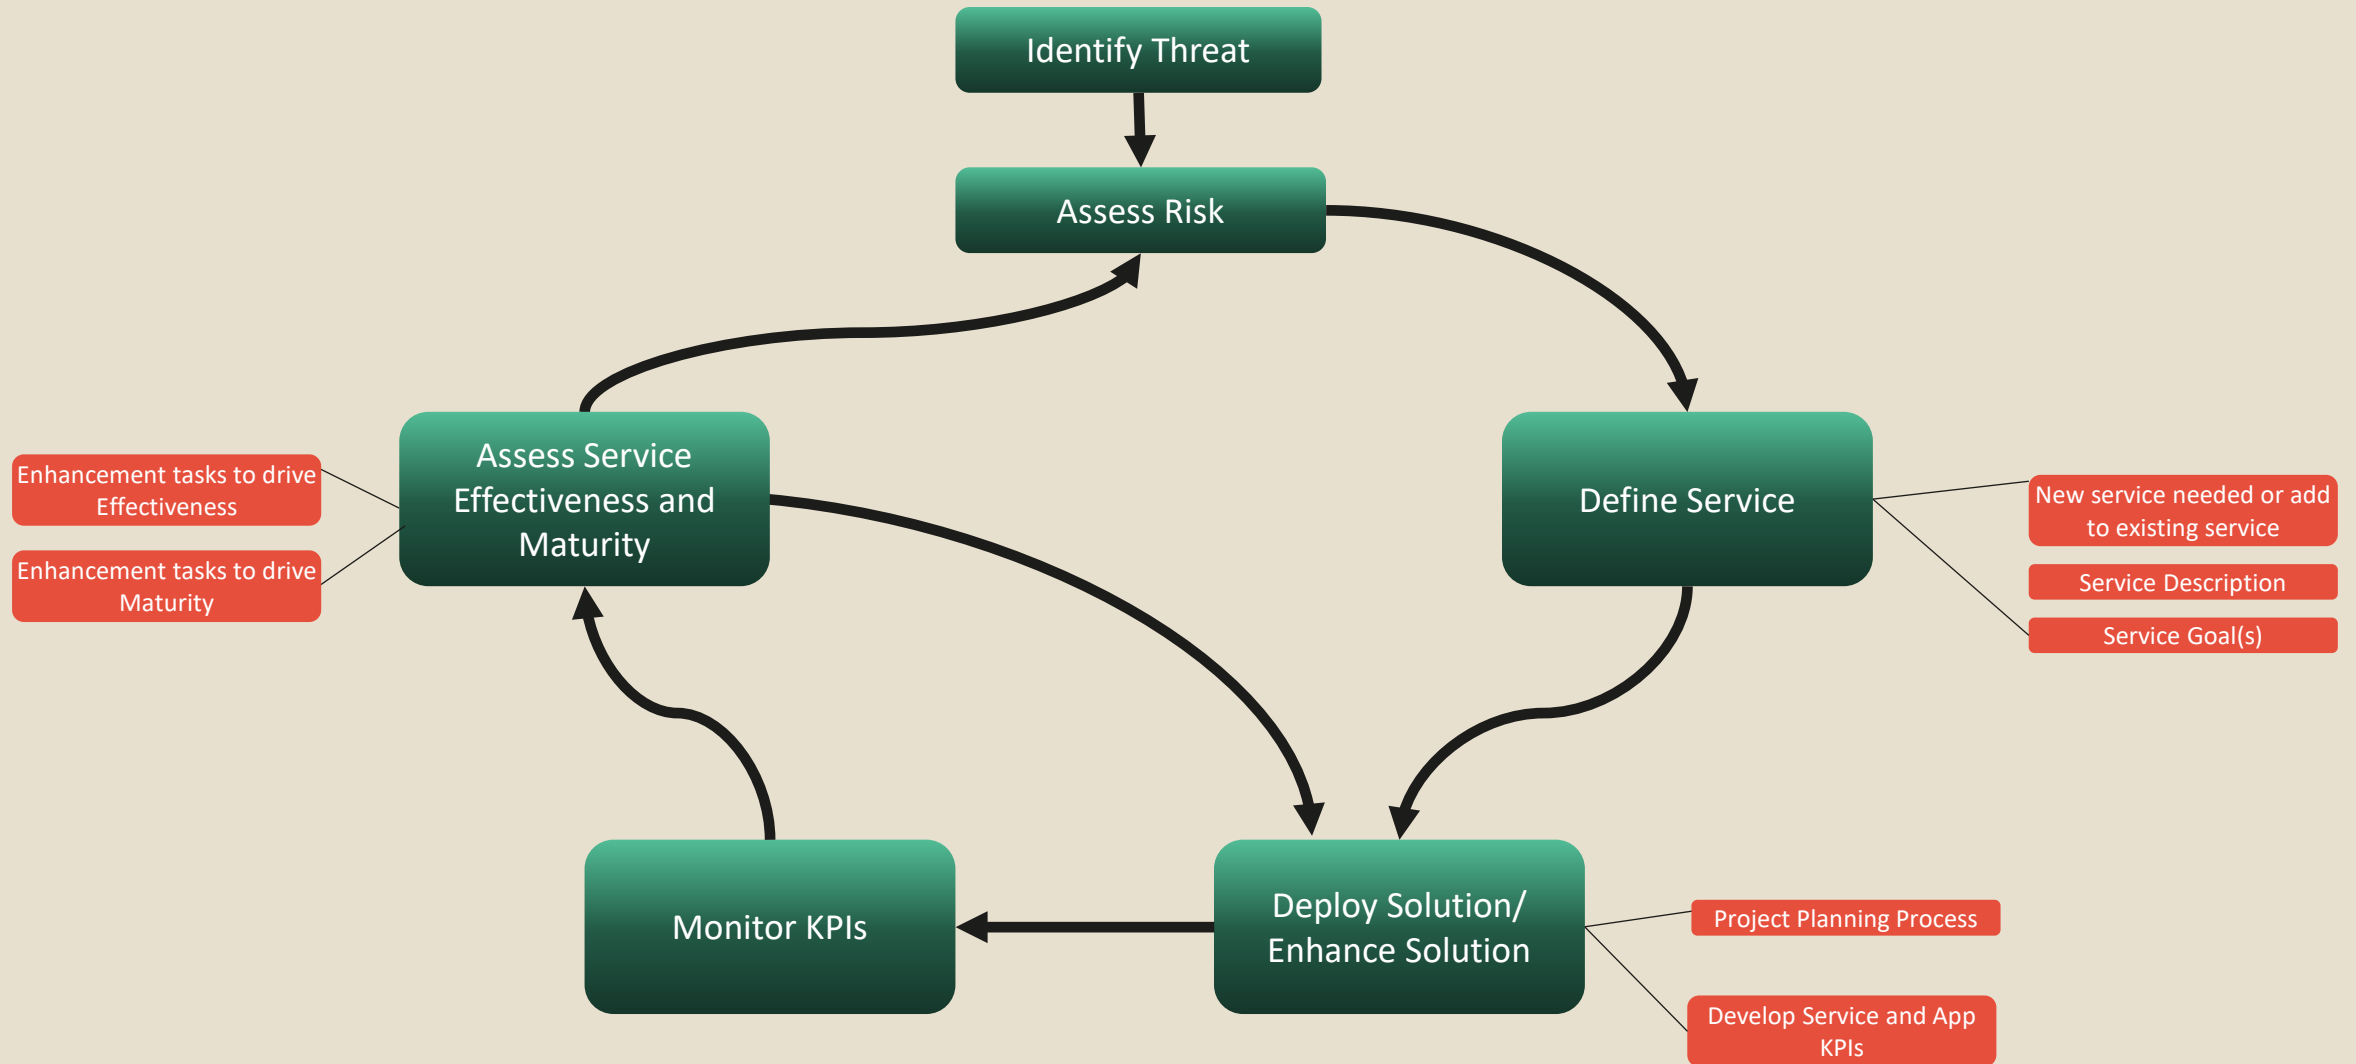 Identify Threat
Assess Risk
Assess Service
Effectiveness and
Maturity
Enhancement tasks to drive
Effectiveness
Enhancement tasks to drive
Maturity
Define Service
New service needed or add
to existing service
Service Description
Service Goal(s)
Monitor KPIs
Deploy Solution/
Enhance Solution
Project Planning Process
Develop Service and App
KPIs